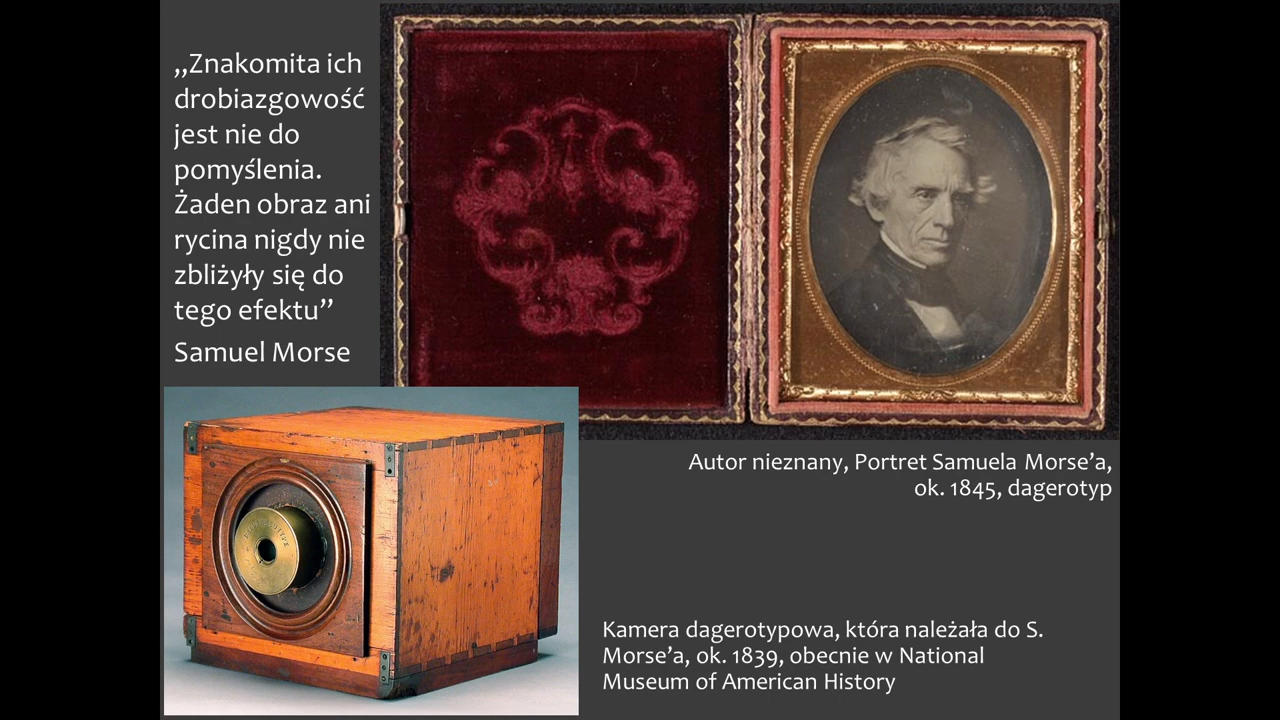 „Znakomita ich
drobiazgowość
jest nie do
pomyślenia.
Żaden obraz ani
rycina nigdy nie
zbliżyły się do
tego efektu”
Samuel Morse
Autor nieznany, Portret Samuela Morse’a,
ok. 1845, dagerotyp
Kamera dagerotypowa, która należała do S.
Morse’a, ok. 1839, obecnie w National
Museum of American History